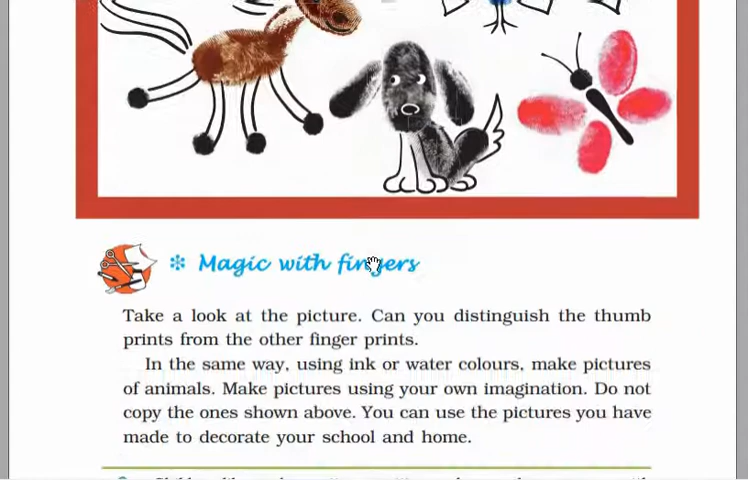 * Magic with fingers
Take a look at the picture. Can you distinguish the thumb
prints from the other finger prints.
In the same way, using ink or water colours, make pictures
of animals. Make pictures using your own imagination. Do not
copy the ones shown above. You can use the pictures you have
made to decorate your school and home.